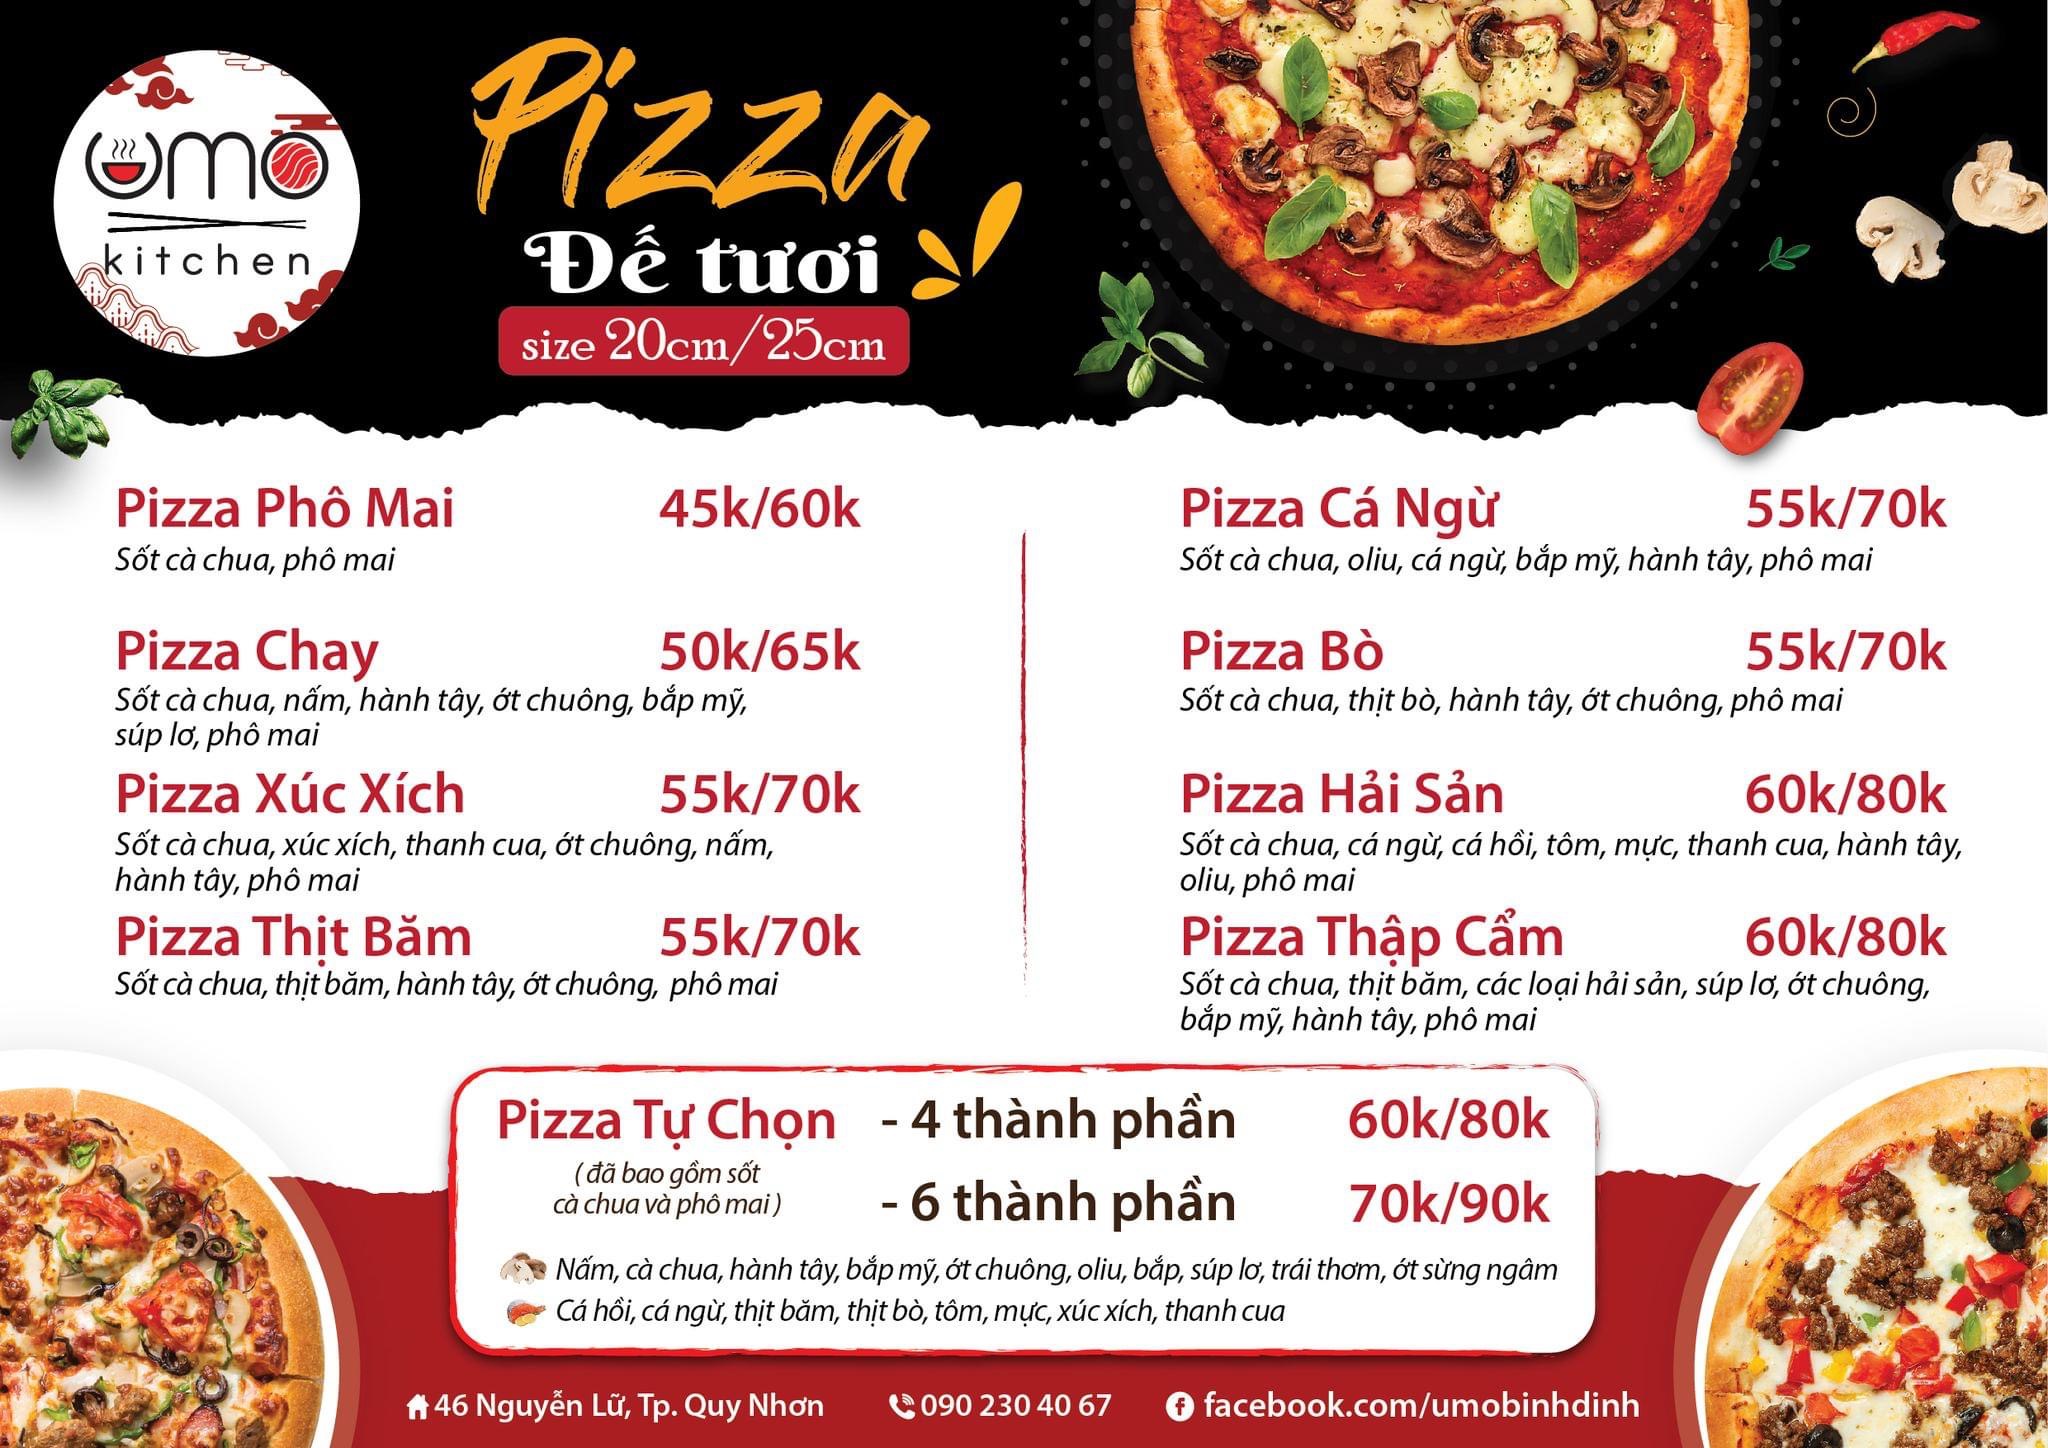 umo
kitchen
Pizza
Đế tươi
size 20cm/25cm
Pizza Phô Mai 45k/60k
Sốt cà chua, phô mai
Pizza Chay 50k/65k
Sốt cà chua, nấm, hành tây, ớt chuông, bắp mỹ,
súp lơ, phô mai
Pizza Xúc Xích 55k/70k
Sốt cà chua, xúc xích, thanh cua, ớt chuông, nấm,
hành tây, phô mai
Pizza Thịt Băm 55k/70k
Sốt cà chua, thịt băm, hành tây, ớt chuông, phô mai
Pizza Cá Ngừ 55k/70k
Sốt cà chua, oliu, cá ngừ, bắp mỹ, hành tây, phô mai
Pizza Bò 55k/70k
Sốt cà chua, thịt bò, hành tây, ớt chuông, phô mai
Pizza Hải Sản 60k/80k
Sốt cà chua, cá ngừ, cá hồi, tôm, mực, thanh cua, hành tây,
oliu, phô mai
Pizza Thập Cẩm 60k/80k
Sốt cà chua, thịt băm, các loại hải sản, súp lơ, ớt chuông,
bắp mỹ, hành tây, phô mai
Pizza Tự Chọn - 4 thành phần 60k/80k
( đã bao gồm sốt
cà chua và phô mai )
- 6 thành phần 70k/90k
Nấm, cà chua, hành tây, bắp mỹ, ớt chuông, oliu, bắp, súp lơ, trái thơm, ớt sừng ngâm
Cá hồi, cá ngừ, thịt băm, thịt bò, tôm, mực, xúc xích, thanh cua
46 Nguyễn Lữ, Tp. Quy Nhơn 090 230 40 67 facebook.com/umobinhdinh